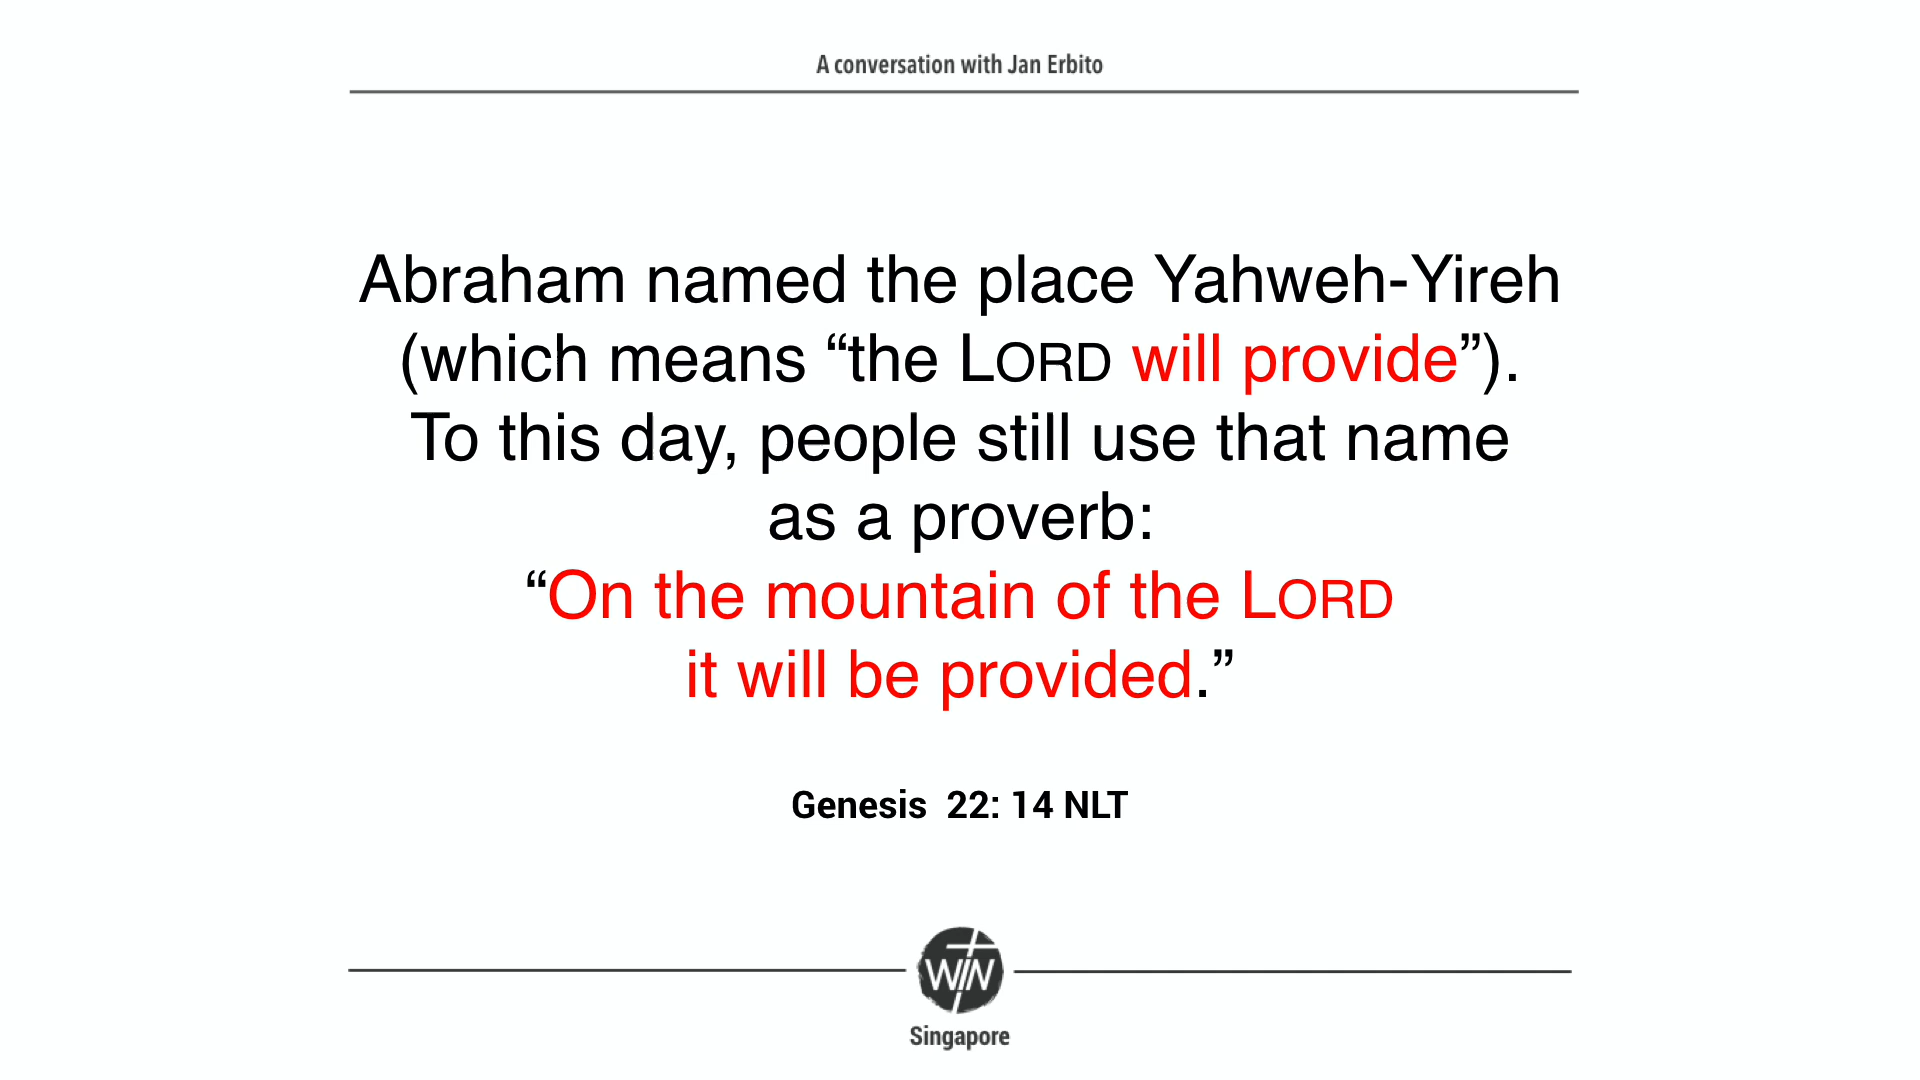 A conversation with Jan Erbito
Abraham named the place Yahweh-Yireh
(which means “the LORD will provide”).
To this day, people still use that name
as a proverb:
“On the mountain of the LORD
it will be provided.”
Genesis  22: 14 NLT
WIN
Singapore